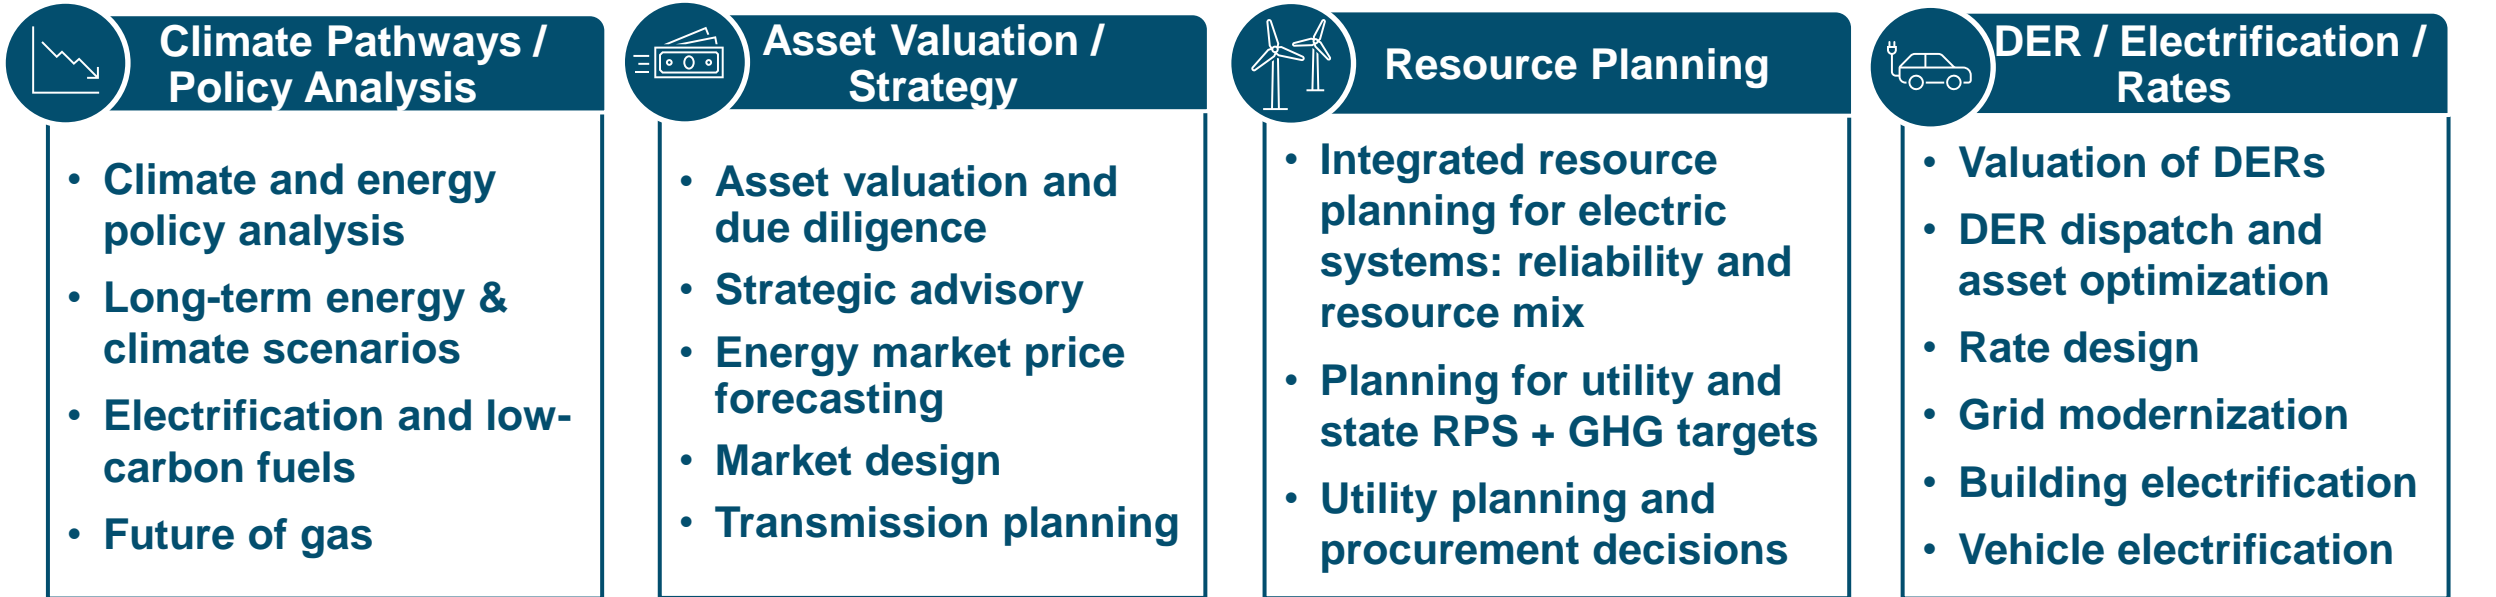 Climate Pathways /
Policy Analysis
• Climate and energy
policy analysis
• Long-term energy &
climate scenarios
• Electrification and low-
carbon fuels
• Future of gas
Asset Valuation /
Strategy
• Asset valuation and
due diligence
• Strategic advisory
• Energy market price
forecasting
• Market design
• Transmission planning
Resource Planning
• Integrated resource
planning for electric
systems: reliability and
resource mix
• Planning for utility and
state RPS + GHG targets
• Utility planning and
procurement decisions
DER / Electrification /
Rates
• Valuation of DERs
• DER dispatch and
asset optimization
• Rate design
• Grid modernization
• Building electrification
• Vehicle electrification